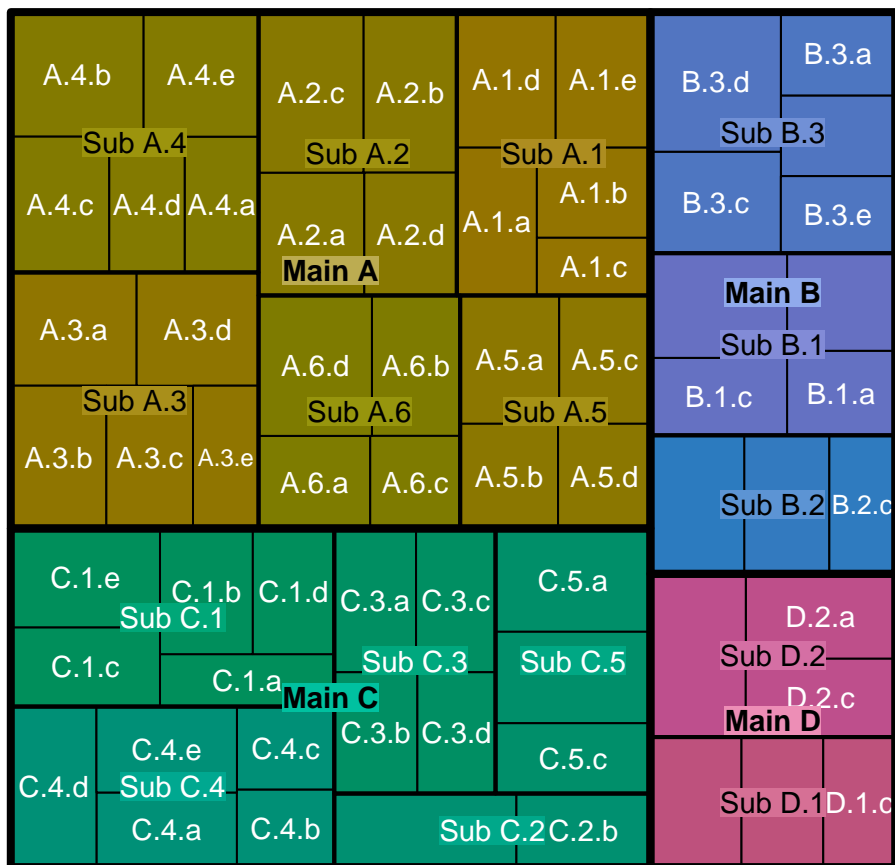 A.4.b
A.4.e
Sub A.4
A.4.c
A.4.d
A.4.a
A.2.c
A.2.b
Sub A.2
A.2.a
A.2.d
A.1.d
A.1.e
Sub A.1
A.1.a
A.1.b
A.1.c
Main A
A.3.a
A.3.d
Sub A.3
A.3.b
A.3.c
A.3.e
A.6.d
A.6.b
Sub A.6
A.6.a
A.6.c
A.5.a
A.5.c
Sub A.5
A.5.b
A.5.d
B.3.d
B.3.a
Sub B.3
B.3.c
B.3.e
Main B
Sub B.1
B.1.c
B.1.a
Sub B.2
B.2.c
C.1.e
C.1.b
C.1.d
Sub C.1
C.1.c
C.1.a
Main C
C.3.a
C.3.c
Sub C.3
C.3.b
C.3.d
C.5.a
Sub C.5
C.5.c
C.4.d
C.4.e
C.4.c
Sub C.4
C.4.a
C.4.b
Sub C.2
C.2.b
D.2.a
Sub D.2
D.2.c
Main D
Sub D.1
D.1.c